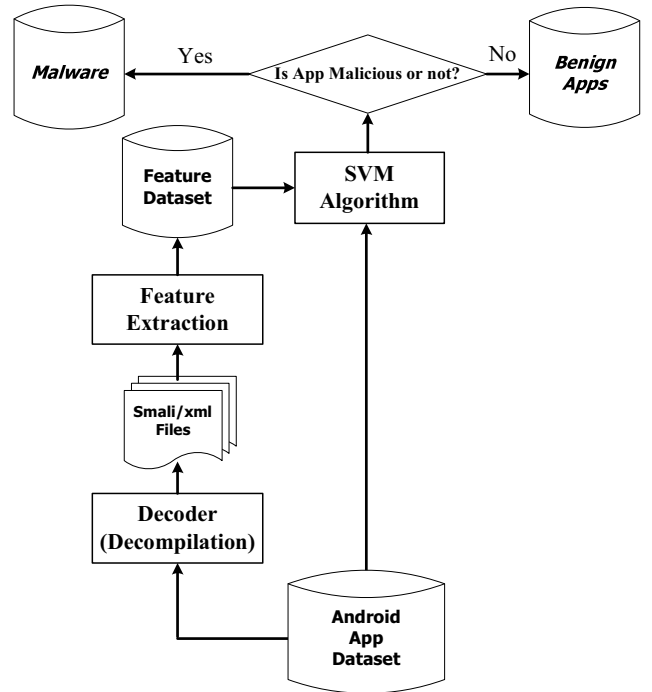 Malware
Yes
Is App Malicious or not?
No
Benign
Apps
Feature
Dataset
SVM
Algorithm
Feature
Extraction
Smali/xml
Files
Decoder
(Decompilation)
Android
App
Dataset